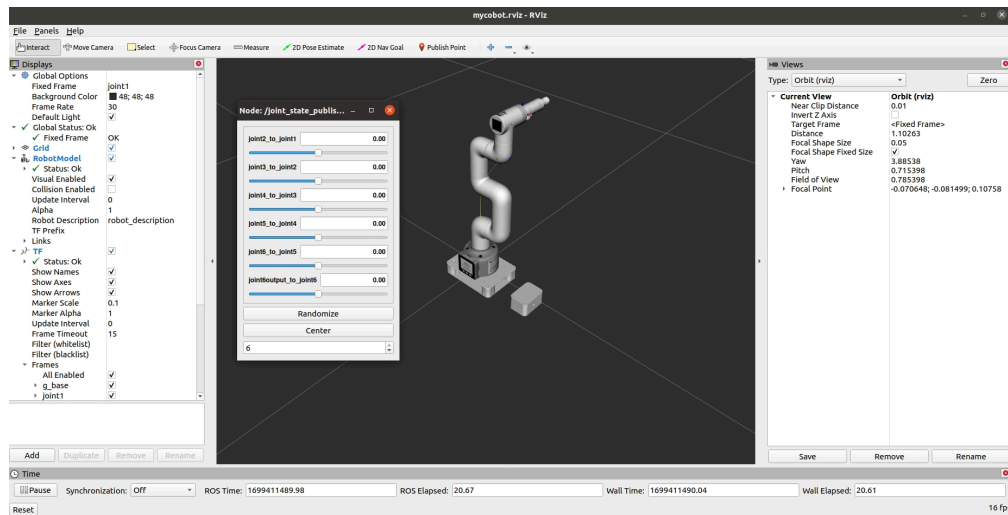 mycobot.rviz - RViz
File Panels Help
Interact Move Camera Select Focus Camera Measure 2D Pose Estimate 2D Nav Goal Publish Point
Displays
Global Options
Fixed Frame joint1
Background Color 48; 48; 48
Frame Rate 30
Default Light
Global Status: Ok
Fixed Frame OK
Grid
RobotModel
Status: Ok
Visual Enabled
Collision Enabled
Update Interval 0
Alpha 1
Robot Description robot_description
TF Prefix
Links
TF
Status: Ok
Show Names
Show Axes
Show Arrows
Marker Scale 0.1
Marker Alpha 1
Update Interval 0
Frame Timeout 15
Filter (whitelist)
Filter (blacklist)
Frames
All Enabled
g_base
joint1
Add Duplicate Remove Rename
Node: /joint_state_publis...
joint2_to_joint1 0.00
joint3_to_joint2 0.00
joint4_to_joint3 0.00
joint5_to_joint4 0.00
joint6_to_joint5 0.00
joint6output_to_joint6 0.00
Randomize
Center
6
Views
Type: Orbit (rviz) Zero
Current View Orbit (rviz)
Near Clip Distance 0.01
Invert Z Axis
Target Frame <Fixed Frame>
Distance 1.10263
Focal Shape Size 0.05
Focal Shape Fixed Size
Yaw 3.88538
Pitch 0.715398
Field of View 0.785398
Focal Point -0.070648; -0.081499; 0.10758
Save Remove Rename
Time
Pause Synchronization: Off ROS Time: 1699411489.98 ROS Elapsed: 20.67 Wall Time: 1699411490.04 Wall Elapsed: 20.61
Reset 16 fp